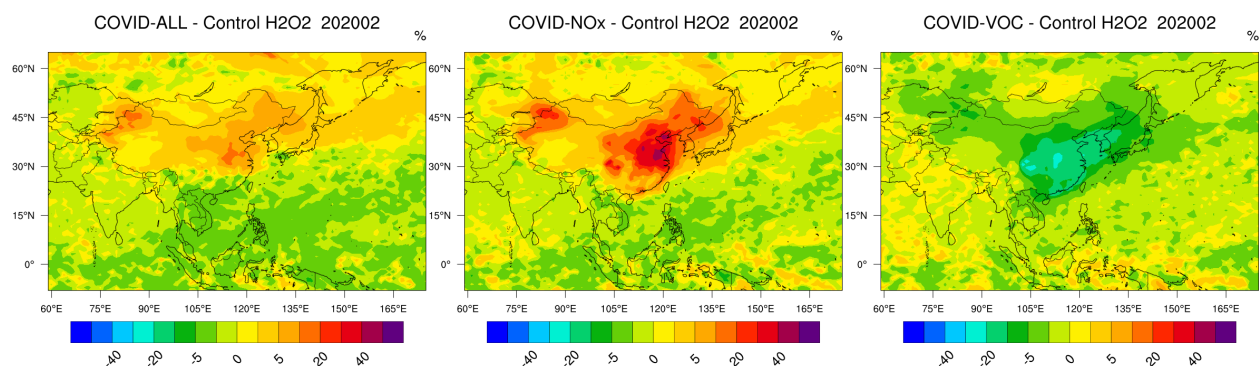 COVID-ALL - Control H2O2 202002
%
60°N
45°N
30°N
15°N
0°
60°E 75°E 90°E 105°E 120°E 135°E 150°E 165°E
-40 -20 -5 0 5 20 40
COVID-NOx - Control H2O2 202002
%
60°N
45°N
30°N
15°N
0°
60°E 75°E 90°E 105°E 120°E 135°E 150°E 165°E
-40 -20 -5 0 5 20 40
COVID-VOC - Control H2O2 202002
%
60°N
45°N
30°N
15°N
0°
60°E 75°E 90°E 105°E 120°E 135°E 150°E 165°E
-40 -20 -5 0 5 20 40